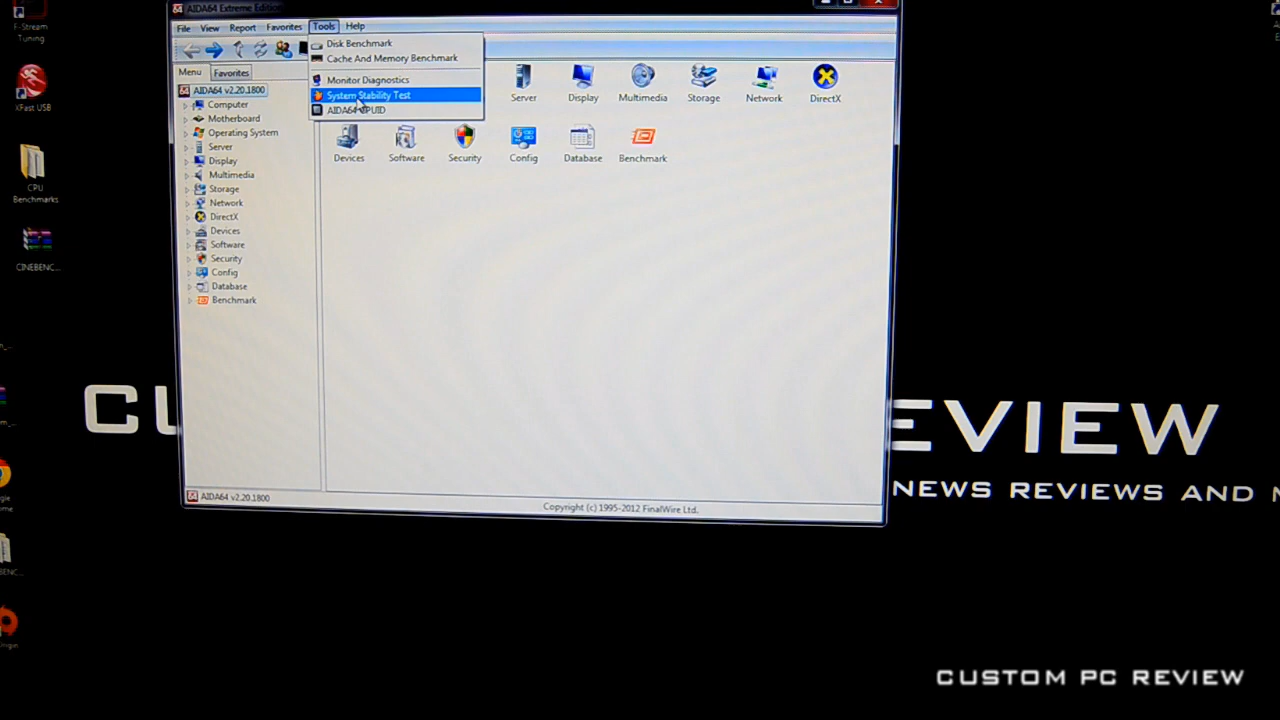 F-Stream
Tuning
XFast USB
CPU
Benchmarks
CINEBENC...
AIDA64 Extreme Edition
File View Report Favorites Tools Help
Disk Benchmark
Cache And Memory Benchmark
Monitor Diagnostics
System Stability Test
AIDA64 CPUID
Menu Favorites
AIDA64 v2.20.1800
Computer
Motherboard
Operating System
Server
Display
Multimedia
Storage
Network
DirectX
Devices
Software
Security
Config
Database
Benchmark
Server Display Multimedia Storage Network DirectX
Devices Software Security Config Database Benchmark
AIDA64 v2.20.1800
Copyright (c) 1995-2012 FinalWire Ltd.
CU
EVIEW
NEWS REVIEWS AND
CUSTOM PC REVIEW